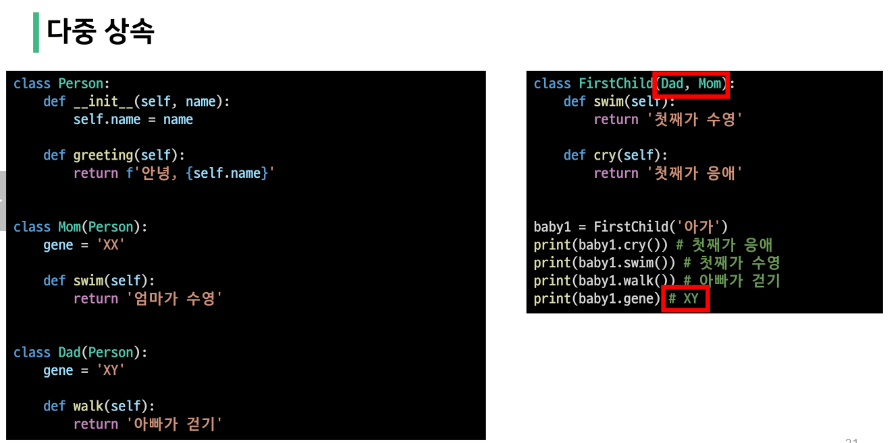 다중 상속
class Person:
    def __init__(self, name):
        self.name = name

    def greeting(self):
        return f'안녕, {self.name}'


class Mom(Person):
    gene = 'XX'

    def swim(self):
        return '엄마가 수영'


class Dad(Person):
    gene = 'XY'

    def walk(self):
        return '아빠가 걷기'
class FirstChild(Dad, Mom):
    def swim(self):
        return '첫째가 수영'

    def cry(self):
        return '첫째가 응애'


baby1 = FirstChild('아가')
print(baby1.cry()) # 첫째가 응애
print(baby1.swim()) # 첫째가 수영
print(baby1.walk()) # 아빠가 걷기
print(baby1.gene) # XY